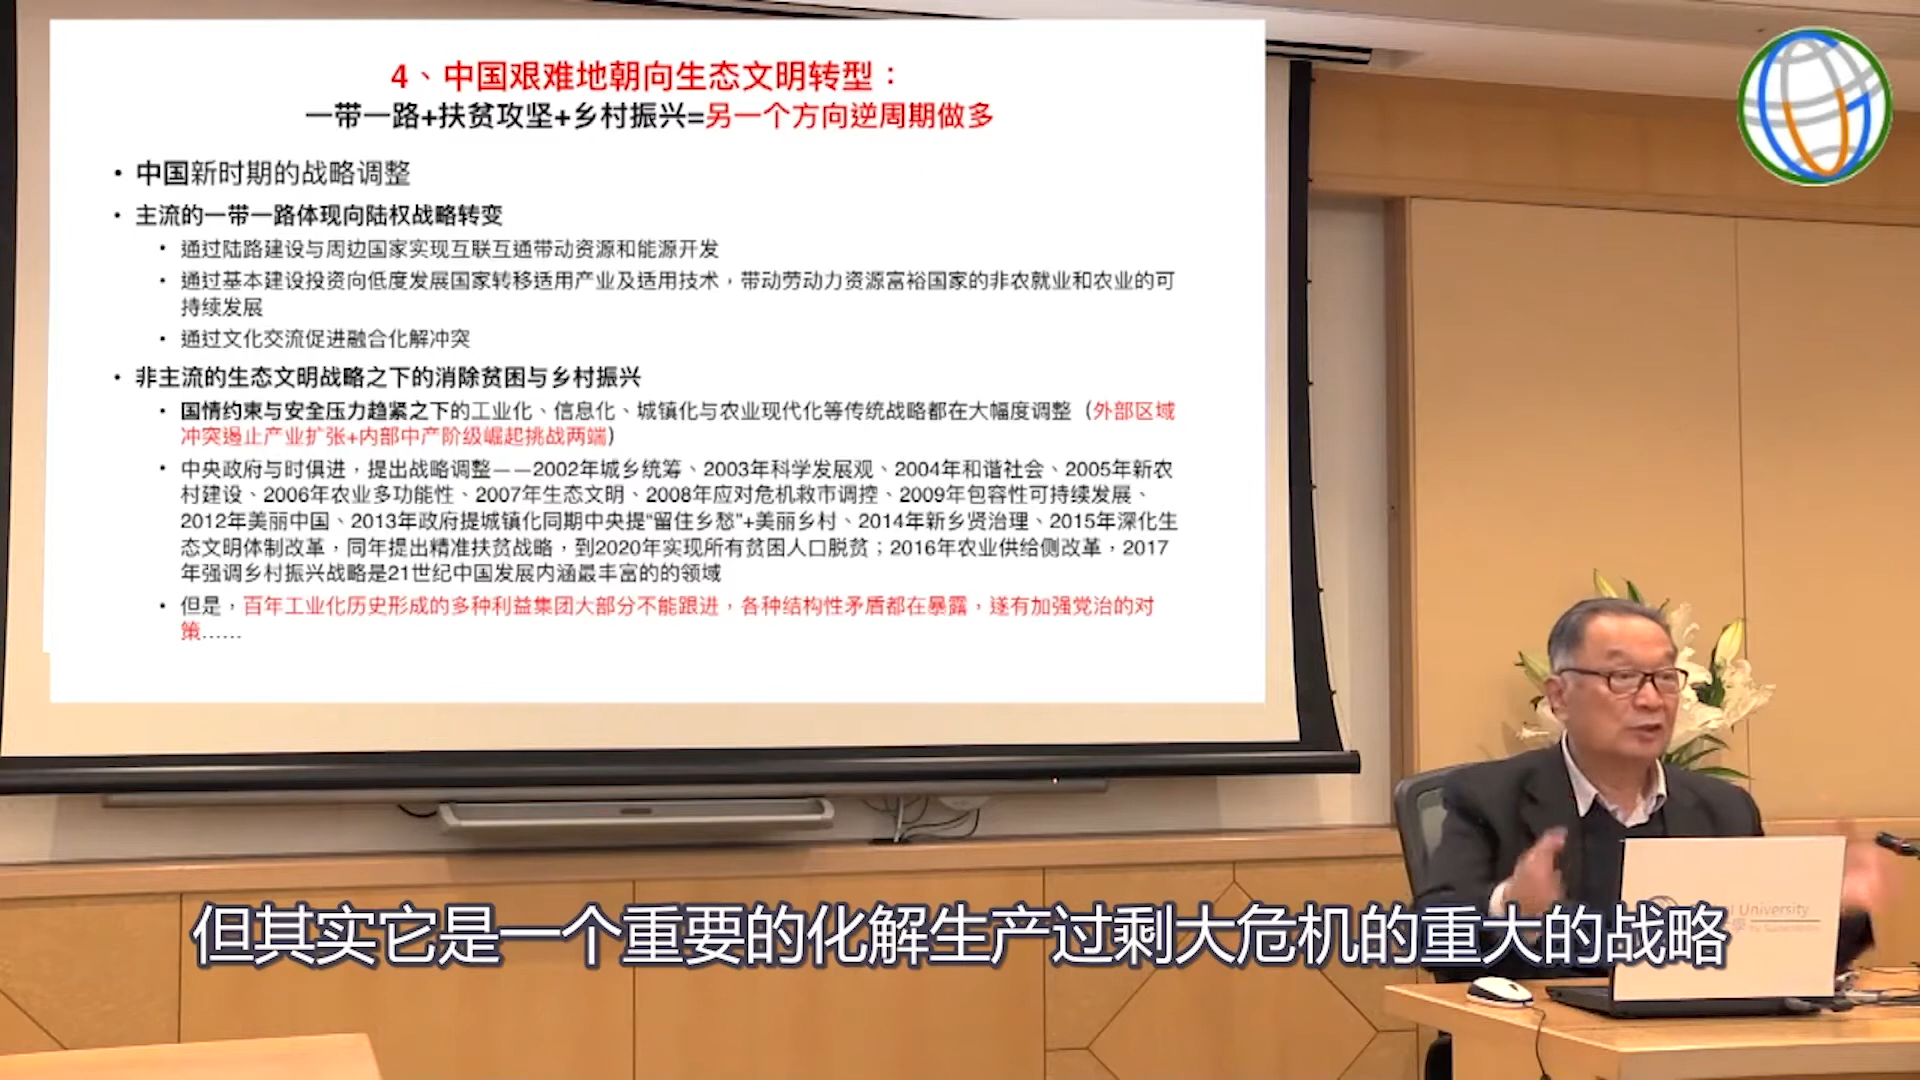 4、中国艰难地朝向生态文明转型：
一带一路+扶贫攻坚+乡村振兴=另一个方向逆周期做多
• 中国新时期的战略调整
• 主流的一带一路体现向陆权战略转变
• 通过陆路建设与周边国家实现互联互通带动资源和能源开发
• 通过基本建设投资向低度发展国家转移适用产业及适用技术，带动劳动力资源富裕国家的非农就业和农业的可
持续发展
• 通过文化交流促进融合化解冲突
• 非主流的生态文明战略之下的消除贫困与乡村振兴
• 国情约束与安全压力趋紧之下的工业化、信息化、城镇化与农业现代化等传统战略都在大幅度调整（外部区域
冲突遏止产业扩张+内部中产阶级崛起挑战两端）
• 中央政府与时俱进，提出战略调整——2002年城乡统筹、2003年科学发展观、2004年和谐社会、2005年新农
村建设、2006年农业多功能性、2007年生态文明、2008年应对危机救市调控、2009年包容性可持续发展、
2012年美丽中国、2013年政府提城镇化同期中央提“留住乡愁”+美丽乡村、2014年新乡贤治理、2015年深化生
态文明体制改革，同年提出精准扶贫战略，到2020年实现所有贫困人口脱贫；2016年农业供给侧改革，2017
年强调乡村振兴战略是21世纪中国发展内涵最丰富的的领域
• 但是，百年工业化历史形成的多种利益集团大部分不能跟进，各种结构性矛盾都在暴露，遂有加强党治的对
策……
University
但其实它是一个重要的化解生产过剩大危机的重大的战略